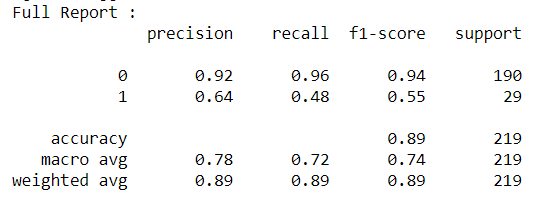 Full Report :
precision recall f1-score support
0 0.92 0.96 0.94 190
1 0.64 0.48 0.55 29
accuracy 0.89 219
macro avg 0.78 0.72 0.74 219
weighted avg 0.89 0.89 0.89 219